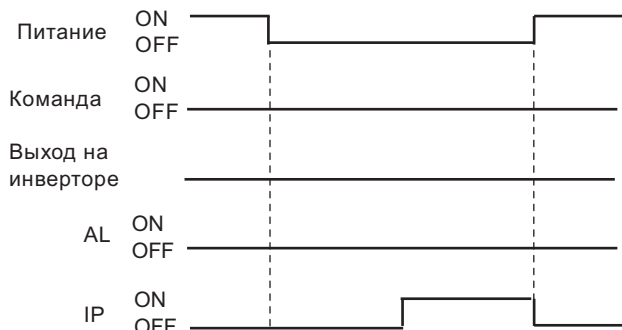 Питание ON
OFF
Команда ON
OFF
Выход на
инверторе
AL ON
OFF
IP ON
OFF